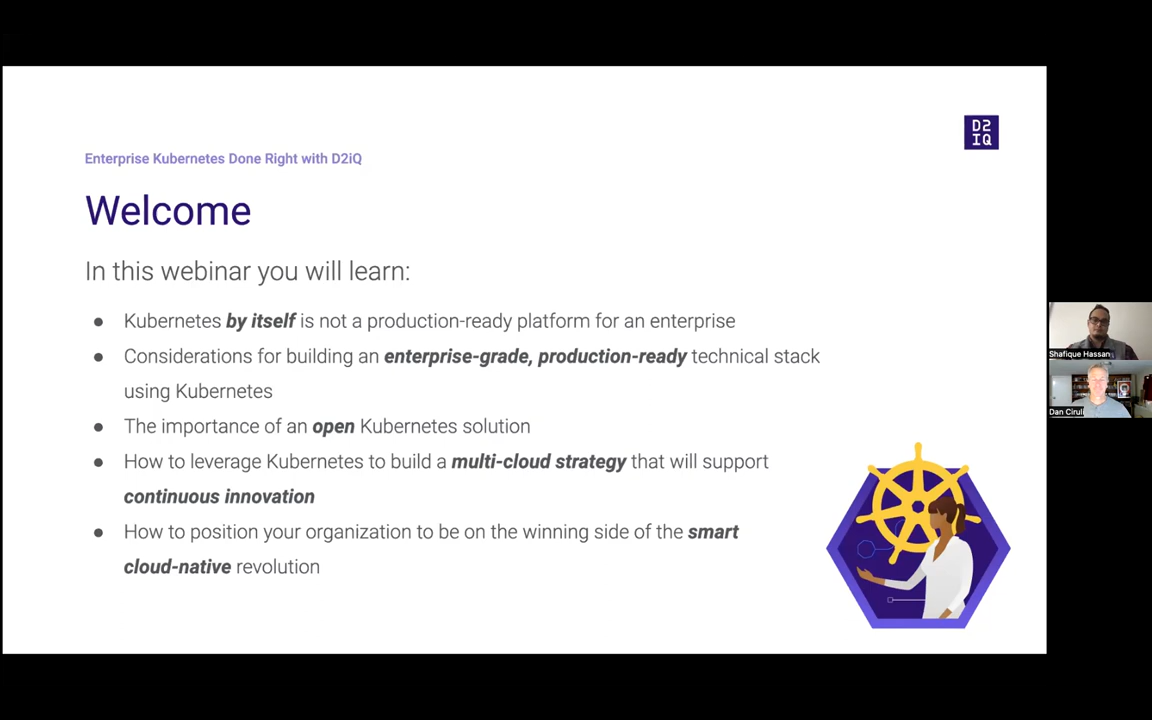 D2
IQ
Enterprise Kubernetes Done Right with D2iQ
Welcome
In this webinar you will learn:
● Kubernetes by itself is not a production-ready platform for an enterprise
● Considerations for building an enterprise-grade, production-ready technical stack
using Kubernetes
● The importance of an open Kubernetes solution
● How to leverage Kubernetes to build a multi-cloud strategy that will support
continuous innovation
● How to position your organization to be on the winning side of the smart
cloud-native revolution
Shafique Hassan
Dan Ciruli